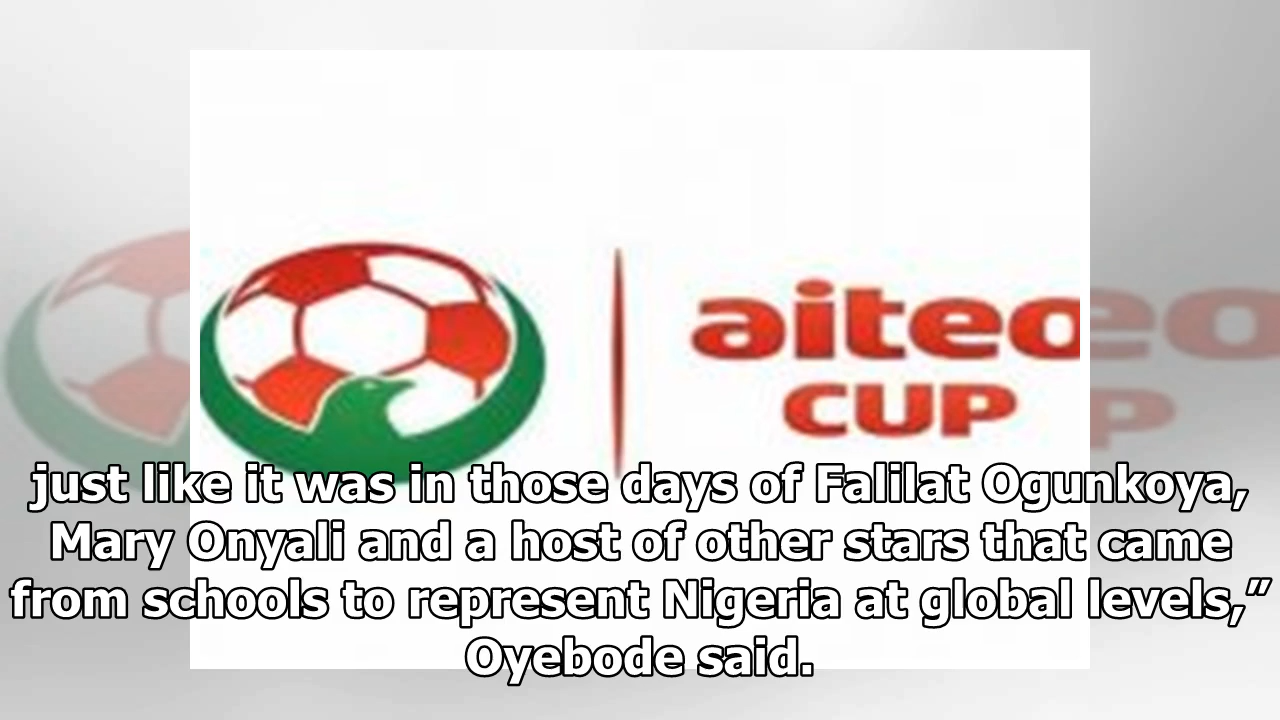 aiteo
CUP
just like it was in those days of Falilat Ogunkoya,
Mary Onyali and a host of other stars that came
from schools to represent Nigeria at global levels,”
Oyebode said.